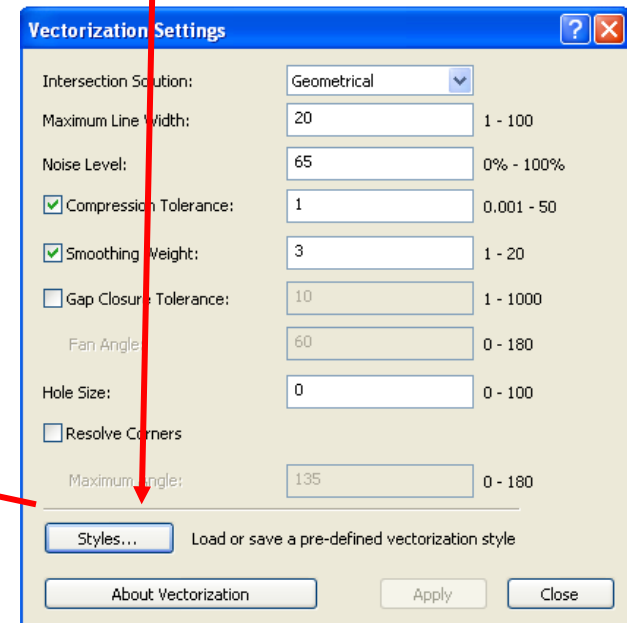 Vectorization Settings
Intersection Solution: Geometrical
Maximum Line Width: 20 1 - 100
Noise Level: 65 0% - 100%
Compression Tolerance: 1 0.001 - 50
Smoothing Weight: 3 1 - 20
Gap Closure Tolerance: 10 1 - 1000
Fan Angle: 60 0 - 180
Hole Size: 0 0 - 100
Resolve Corners
Maximum Angle: 135 0 - 180
Styles... Load or save a pre-defined vectorization style
About Vectorization Apply Close